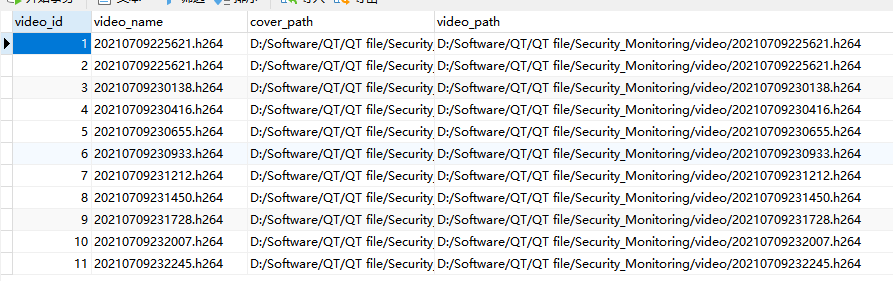 video_id video_name cover_path video_path
1 20210709225621.h264 D:/Software/QT/QT file/Security_ D:/Software/QT/QT file/Security_Monitoring/video/20210709225621.h264
2 20210709225621.h264 D:/Software/QT/QT file/Security_ D:/Software/QT/QT file/Security_Monitoring/video/20210709225621.h264
3 20210709230138.h264 D:/Software/QT/QT file/Security_ D:/Software/QT/QT file/Security_Monitoring/video/20210709230138.h264
4 20210709230416.h264 D:/Software/QT/QT file/Security_ D:/Software/QT/QT file/Security_Monitoring/video/20210709230416.h264
5 20210709230655.h264 D:/Software/QT/QT file/Security_ D:/Software/QT/QT file/Security_Monitoring/video/20210709230655.h264
6 20210709230933.h264 D:/Software/QT/QT file/Security_ D:/Software/QT/QT file/Security_Monitoring/video/20210709230933.h264
7 20210709231212.h264 D:/Software/QT/QT file/Security_ D:/Software/QT/QT file/Security_Monitoring/video/20210709231212.h264
8 20210709231450.h264 D:/Software/QT/QT file/Security_ D:/Software/QT/QT file/Security_Monitoring/video/20210709231450.h264
9 20210709231728.h264 D:/Software/QT/QT file/Security_ D:/Software/QT/QT file/Security_Monitoring/video/20210709231728.h264
10 20210709232007.h264 D:/Software/QT/QT file/Security_ D:/Software/QT/QT file/Security_Monitoring/video/20210709232007.h264
11 20210709232245.h264 D:/Software/QT/QT file/Security_ D:/Software/QT/QT file/Security_Monitoring/video/20210709232245.h264